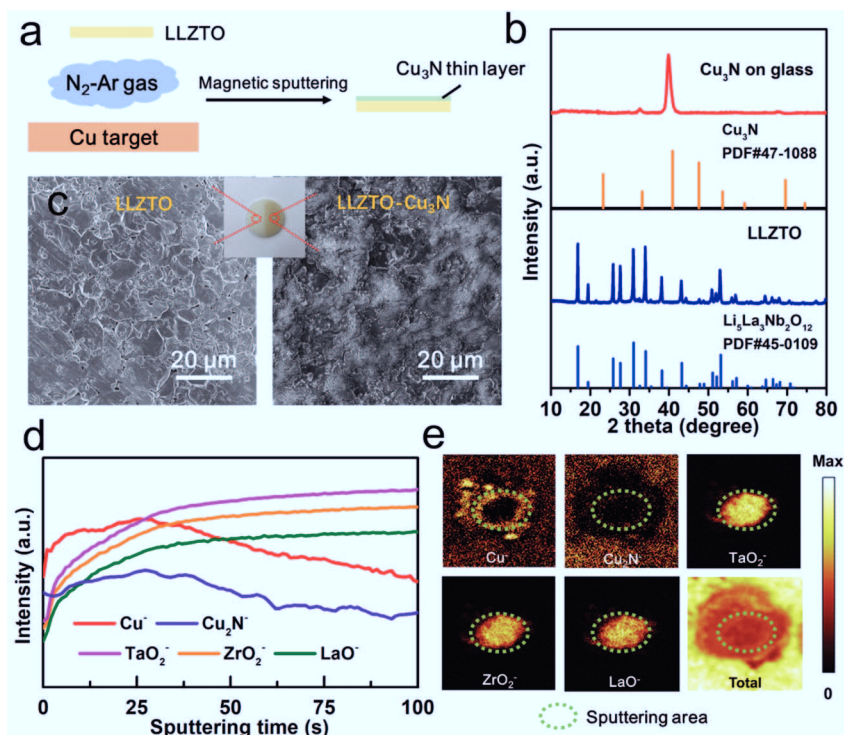 a
LLZTO
N₂-Ar gas
Magnetic sputtering
Cu₃N thin layer
Cu target
b
Cu₃N on glass
Cu₃N
PDF#47-1088
LLZTO
Li₅La₃Nb₂O₁₂
PDF#45-0109
Intensity (a.u.)
10 20 30 40 50 60 70 80
2 theta (degree)
c
LLZTO
LLZTO-Cu₃N
20 μm
20 μm
d
Intensity (a.u.)
Cu⁻
Cu₂N⁻
TaO₂⁻
ZrO₂⁻
LaO⁻
0 25 50 75 100
Sputtering time (s)
e
Cu⁻
Cu₂N⁻
TaO₂⁻
ZrO₂⁻
LaO⁻
Total
Max
0
Sputtering area